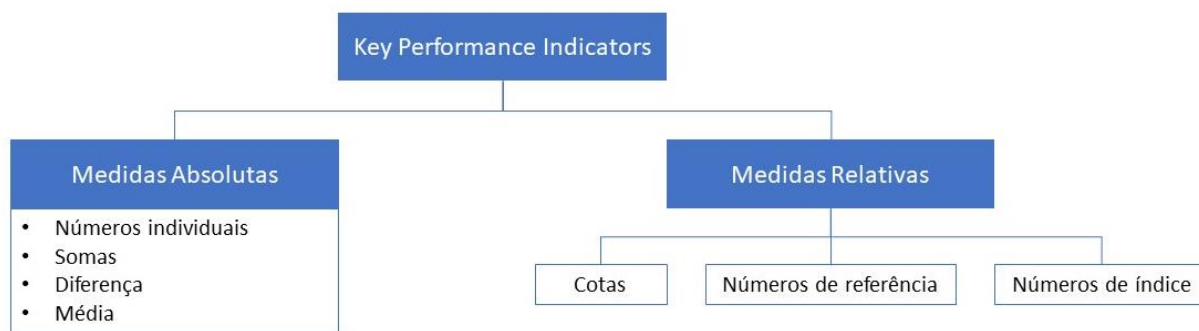 Key Performance Indicators
Medidas Absolutas
• Números individuais
• Somas
• Diferença
• Média
Medidas Relativas
Cotas
Números de referência
Números de índice